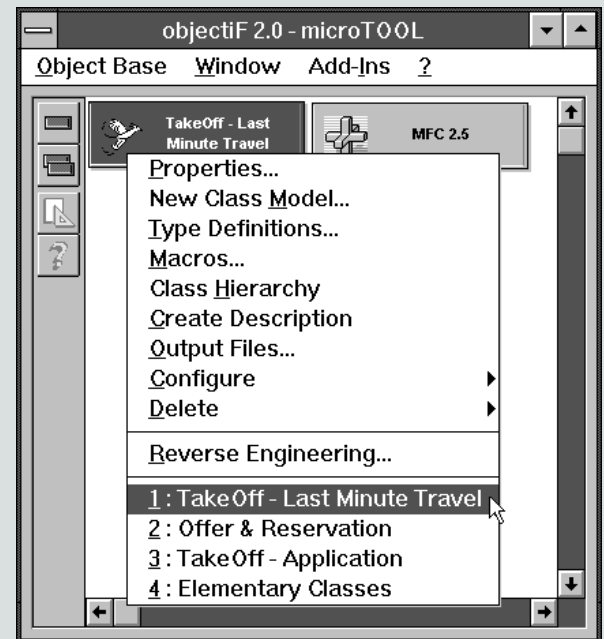 objectiF 2.0 - microTOOL
Object Base Window Add-Ins ?
TakeOff - Last
Minute Travel
MFC 2.5
Properties...
New Class Model...
Type Definitions...
Macros...
Class Hierarchy
Create Description
Output Files...
Configure
Delete
Reverse Engineering...
1 : TakeOff - Last Minute Travel
2 : Offer & Reservation
3 : TakeOff - Application
4 : Elementary Classes